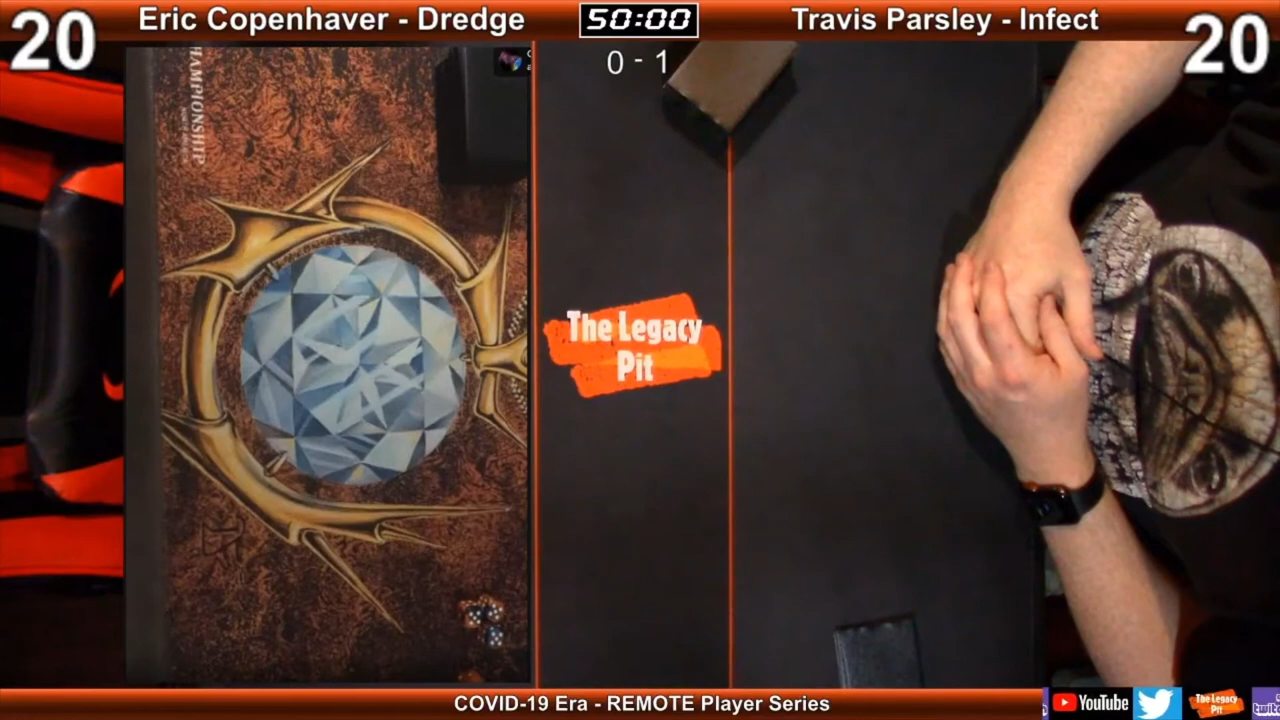 20
Eric Copenhaver - Dredge
50:00
Travis Parsley - Infect
20
0 - 1
HAMPIONSHIP
The Legacy
Pit
COVID-19 Era - REMOTE Player Series
YouTube
The Legacy
Pit
twitc